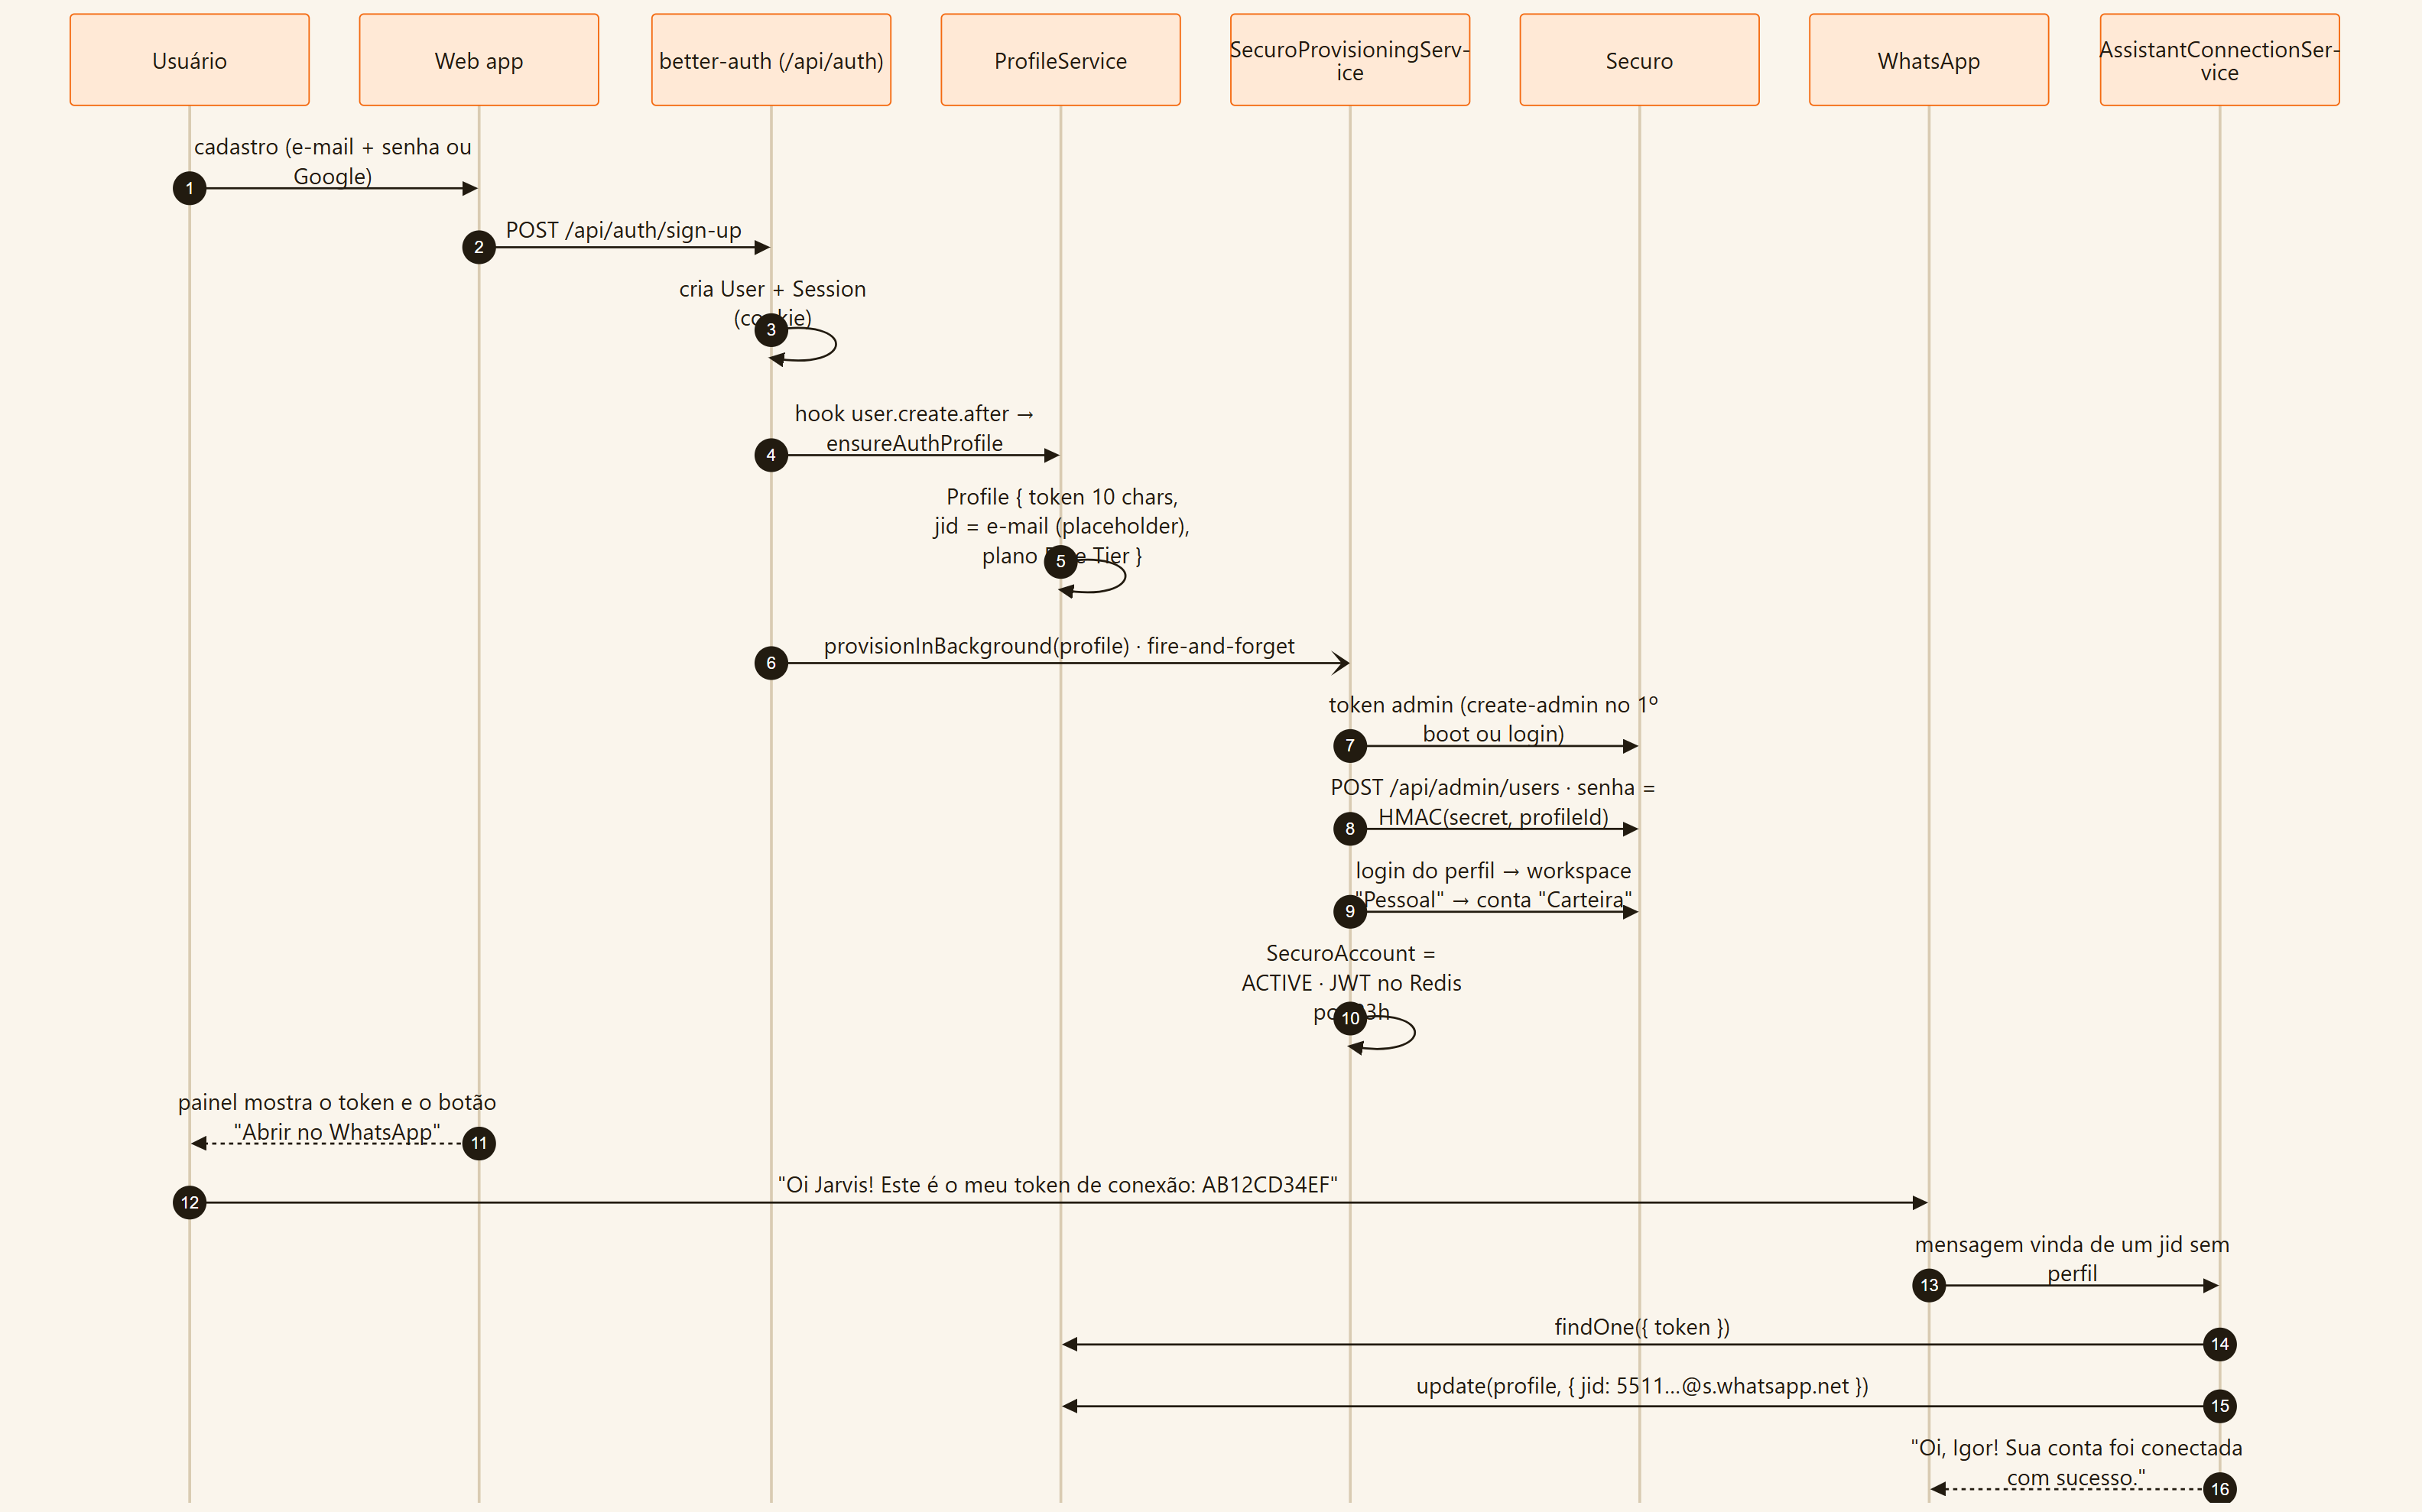 Usuário
Web app
better-auth (/api/auth)
ProfileService
SecuroProvisioningServ-
ice
Securo
WhatsApp
AssistantConnectionSer-
vice
cadastro (e-mail + senha ou
Google)
1
POST /api/auth/sign-up
2
cria User + Session
3
hook user.create.after →
ensureAuthProfile
4
Profile { token 10 chars,
jid = e-mail (placeholder),
plano Tier }
5
provisionInBackground(profile) · fire-and-forget
6
token admin (create-admin no 1º
boot ou login)
7
POST /api/admin/users · senha =
HMAC(secret, profileId)
8
login do perfil → workspace
"Pessoal" → conta "Carteira"
9
SecuroAccount =
ACTIVE · JWT no Redis
10
painel mostra o token e o botão
"Abrir no WhatsApp"
11
"Oi Jarvis! Este é o meu token de conexão: AB12CD34EF"
12
mensagem vinda de um jid sem
perfil
13
findOne({ token })
14
update(profile, { jid: 5511...@s.whatsapp.net })
15
"Oi, Igor! Sua conta foi conectada
com sucesso."
16